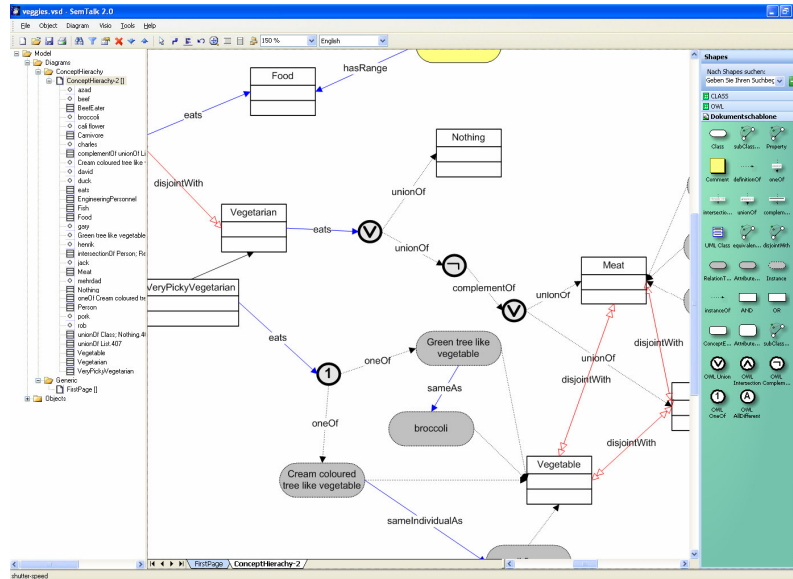 veggies.vsd - SemTalk 2.0
File Object Diagram Visio Tools Help
150 % English
Model
Diagrams
ConceptHierachy
ConceptHierachy-2 []
azad
beef
BeefEater
broccoli
cali flower
Carnivore
charles
complementOf unionOf Li
Cream coloured tree like
david
duck
eats
EngineeringPersonnel
Fish
Food
gary
Green tree like vegetable
henrik
intersectionOf Person; Re
jack
Meat
mehrdad
Nothing
oneOf Cream coloured tre
Person
pork
rob
unionOf Class; Nothing.4
unionOf List.407
Vegetable
Vegetarian
VeryPickyVegetarian
Generic
FirstPage []
Objects
Food
hasRange
eats
Nothing
disjointWith
unionOf
Vegetarian
eats
V
unionOf
¬
Meat
complementOf
unionOf
VeryPickyVegetarian
V
eats
Green tree like
vegetable
disjointWith
oneOf
unionOf
1
sameAs
disjointWith
broccoli
oneOf
disjointWith
Cream coloured
tree like vegetable
Vegetable
sameIndividualAs
FirstPage ConceptHierachy-2
Shapes
Nach Shapes suchen:
Geben Sie Ihren Suchbeg
CLASS
OWL
Dokumentschablone
Class subClass... Property
Comment definitionOf oneOf
intersectio... unionOf complem...
UML Class equivalen... disjointWith
RelationT... Attribute... Instance
instanceOf AND OR
ConceptE... Attribute... subClass...
V Λ ¬
OWL Union OWL Intersection OWL Complem...
1 A
OWL OneOf OWL AllDifferent
shutter-speed